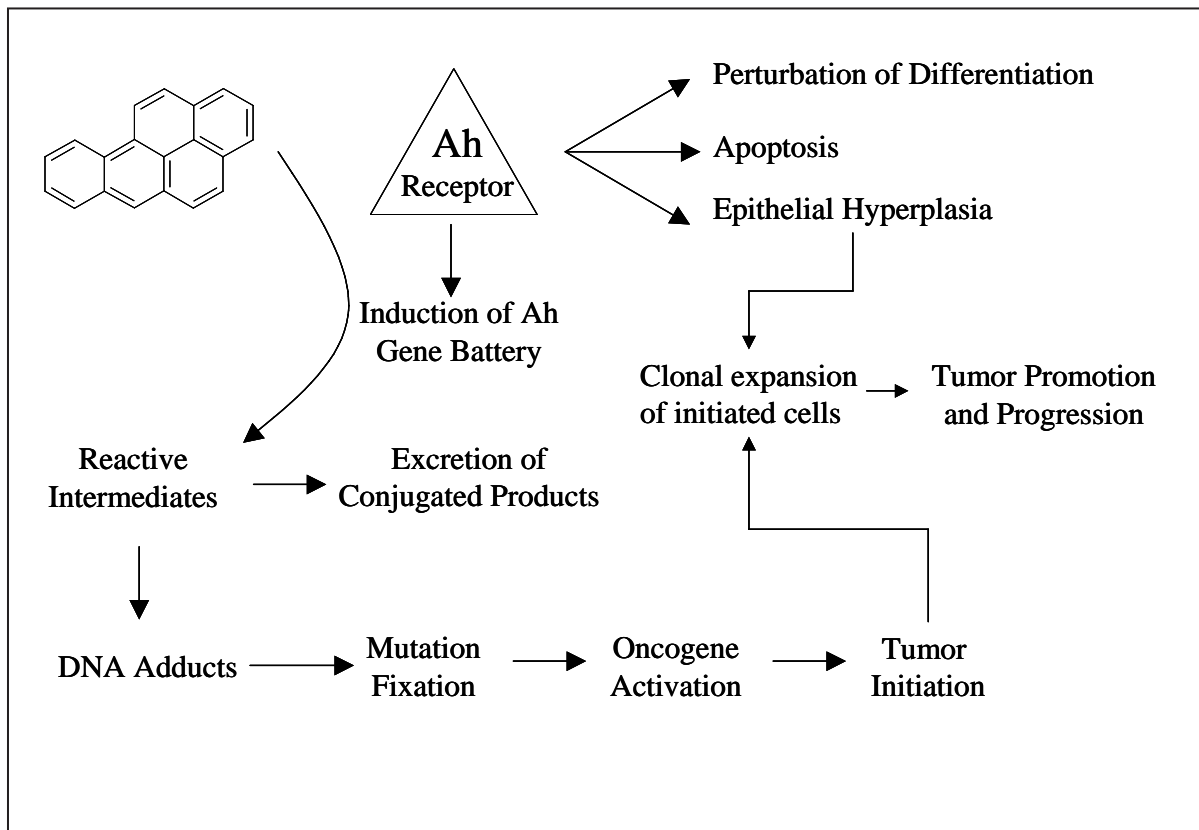 Ah
Receptor
Perturbation of Differentiation
Apoptosis
Epithelial Hyperplasia
Induction of Ah
Gene Battery
Clonal expansion
of initiated cells
Tumor Promotion
and Progression
Reactive
Intermediates
Excretion of
Conjugated Products
DNA Adducts
Mutation
Fixation
Oncogene
Activation
Tumor
Initiation